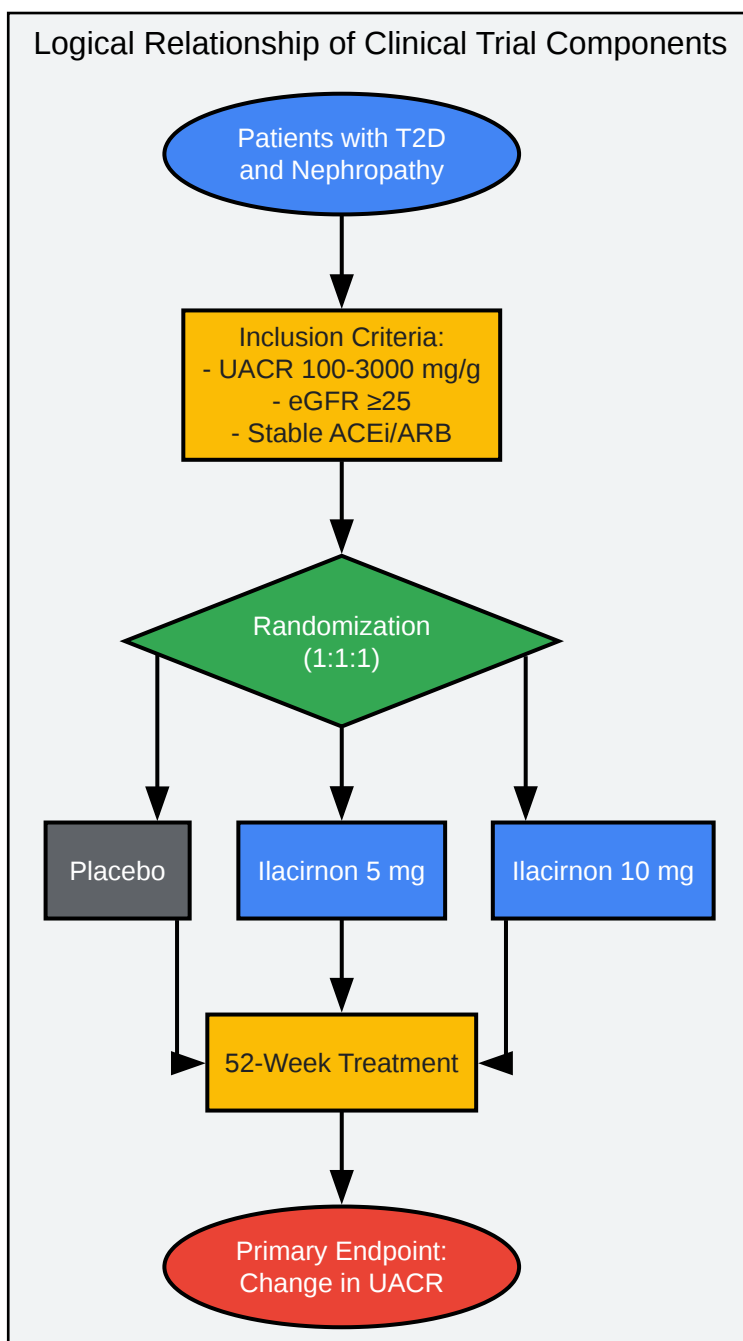 Logical Relationship of Clinical Trial Components
Patients with T2D
and Nephropathy
Inclusion Criteria:
- UACR 100-3000 mg/g
- eGFR ≥25
- Stable ACEi/ARB
Randomization
(1:1:1)
Placebo
Ilacirnon 5 mg
Ilacirnon 10 mg
52-Week Treatment
Primary Endpoint:
Change in UACR